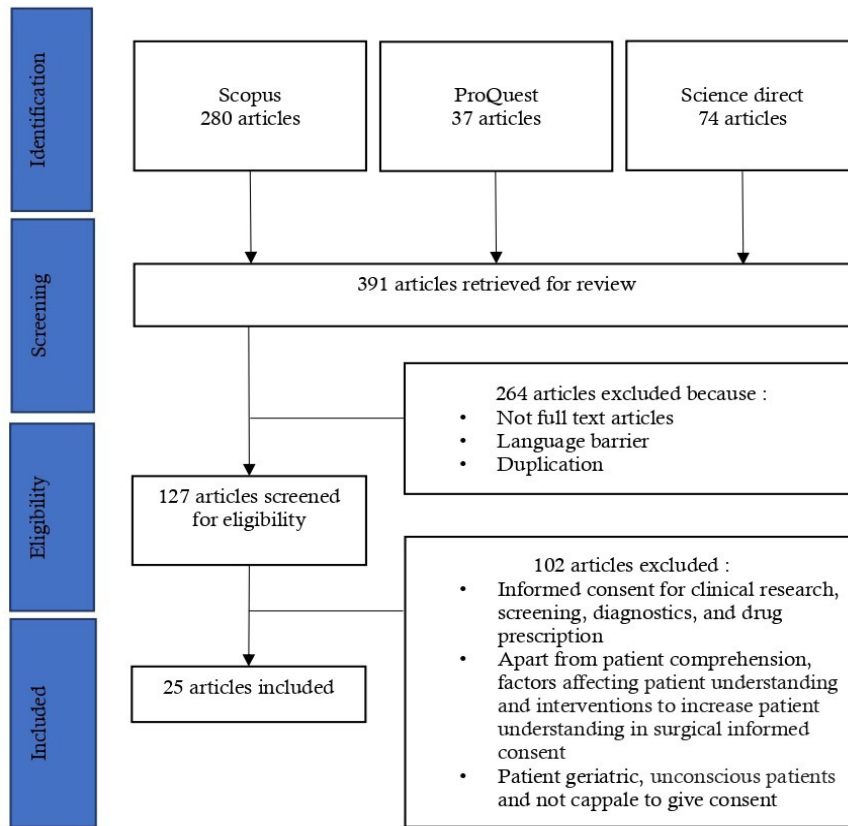 Identification
Scopus
280 articles
ProQuest
37 articles
Science direct
74 articles
Screening
391 articles retrieved for review
264 articles excluded because :
• Not full text articles
• Language barrier
• Duplication
Eligibility
127 articles screened
for eligibility
102 articles excluded :
• Informed consent for clinical research,
screening, diagnostics, and drug
prescription
• Apart from patient comprehension,
factors affecting patient understanding
and interventions to increase patient
understanding in surgical informed
consent
• Patient geriatric, unconscious patients
and not cappale to give consent
Included
25 articles included